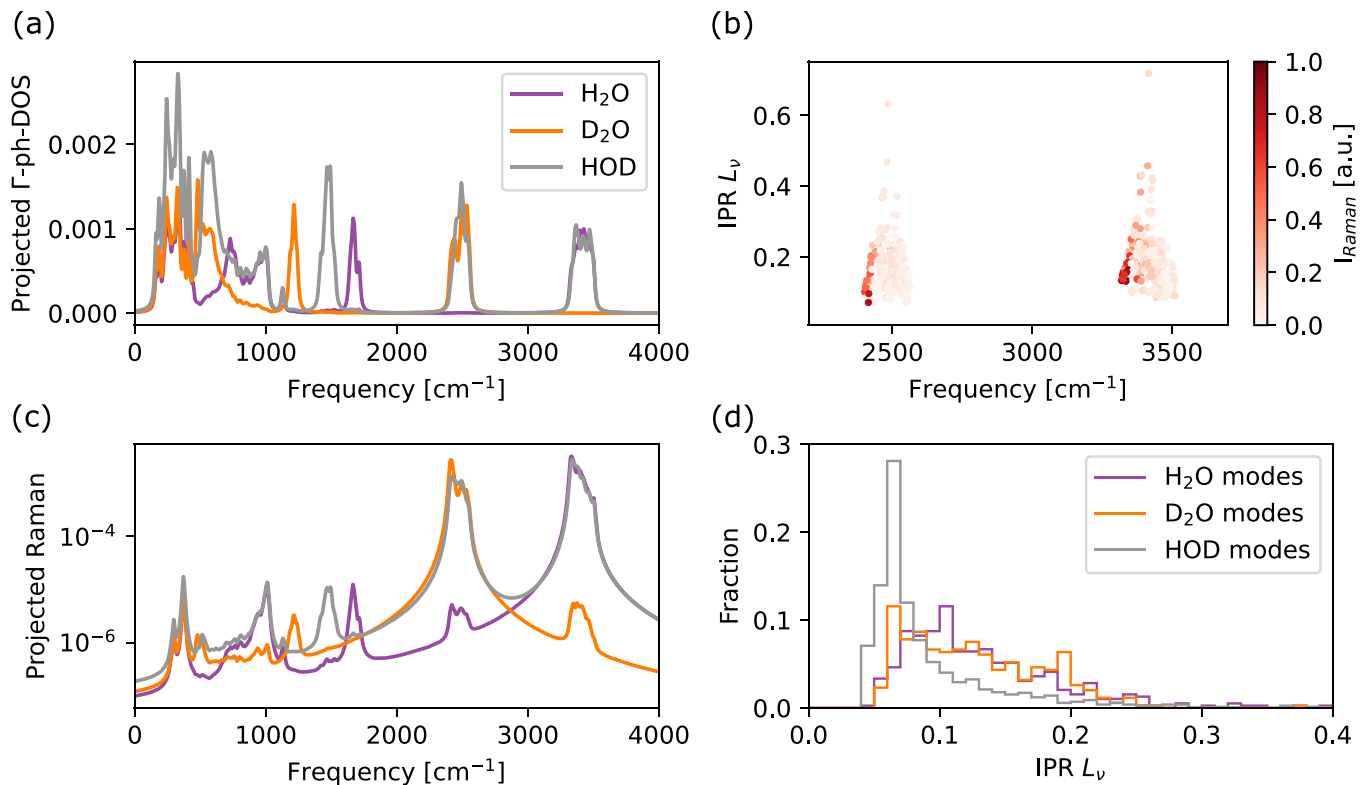 (a)
Projected Γ-ph-DOS
0.002
0.001
0.000
H₂O
D₂O
HOD
0 1000 2000 3000 4000
Frequency [cm⁻¹]
(b)
IPR Lᵥ
0.6
0.4
0.2
2500 3000 3500
Frequency [cm⁻¹]
1.0
0.8
0.6
0.4
0.2
0.0
I_Raman [a.u.]
(c)
Projected Raman
10⁻⁴
10⁻⁶
0 1000 2000 3000 4000
Frequency [cm⁻¹]
(d)
Fraction
0.3
0.2
0.1
0.0
H₂O modes
D₂O modes
HOD modes
0.0 0.1 0.2 0.3 0.4
IPR Lᵥ